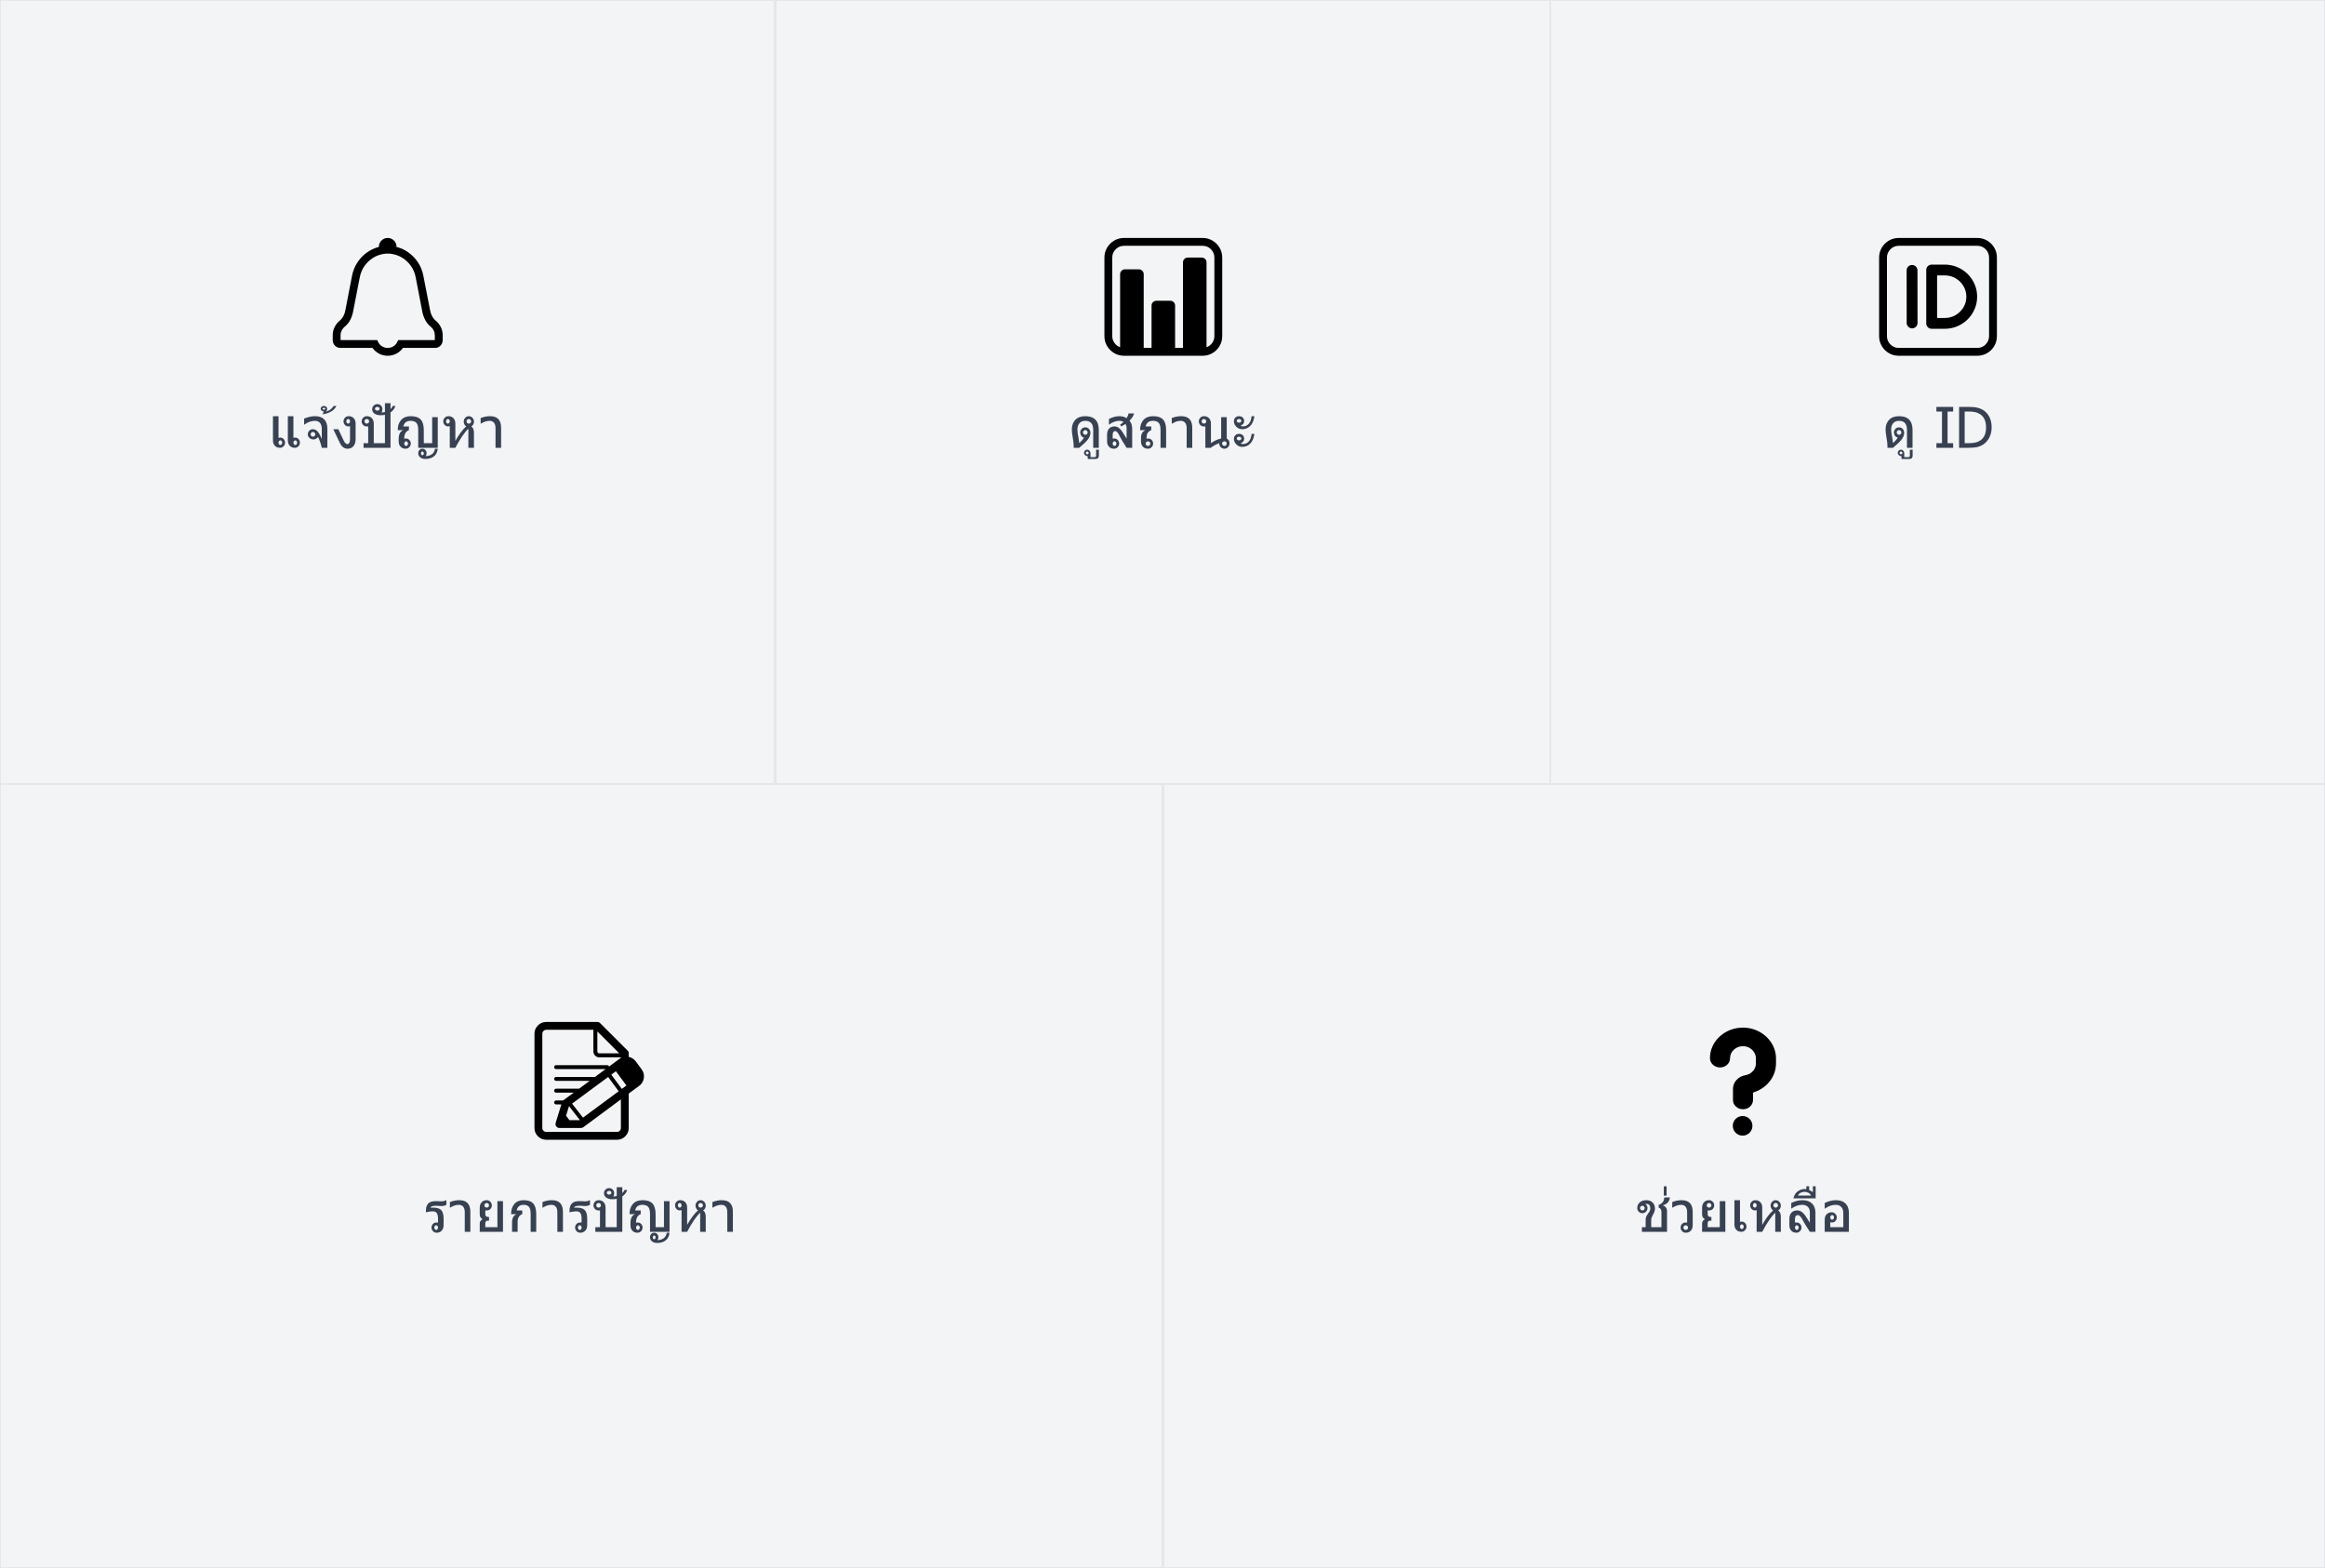 แจ้งปัญหา
ดูสถานะ
ID
ดู ID
รายการปัญหา
ช่วยเหลือ